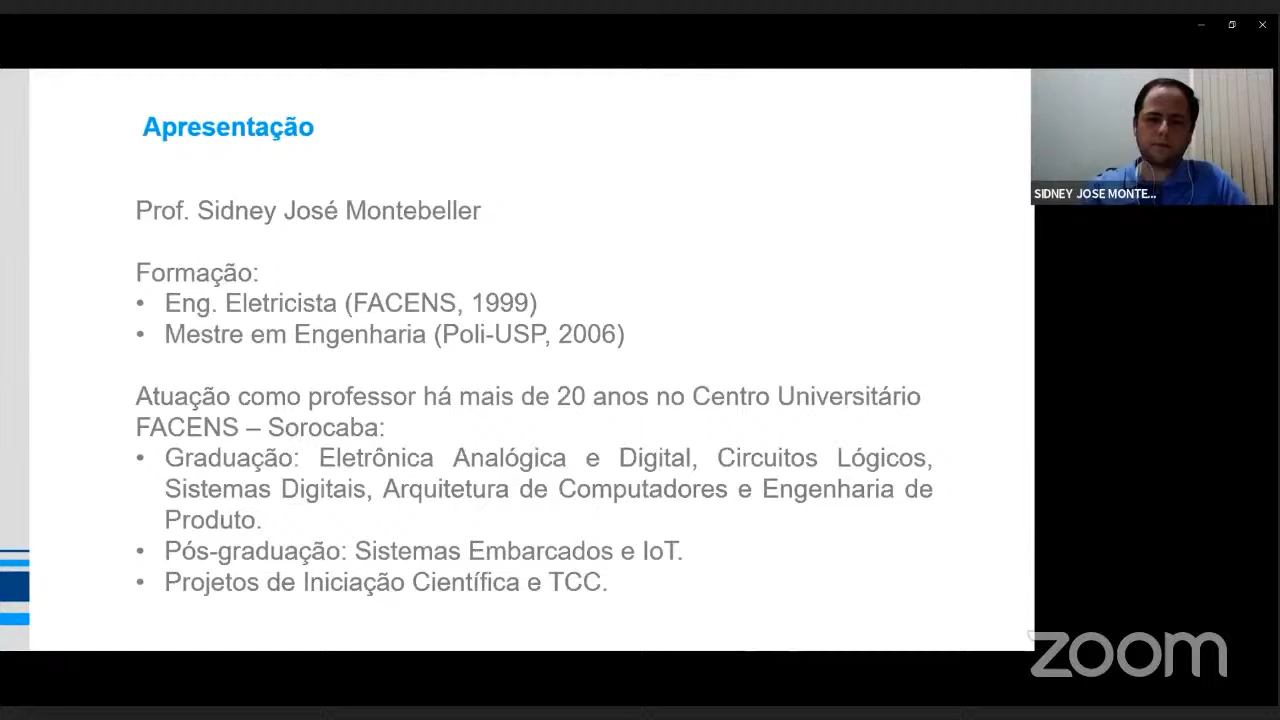 Apresentação
Prof. Sidney José Montebeller
Formação:
• Eng. Eletricista (FACENS, 1999)
• Mestre em Engenharia (Poli-USP, 2006)
Atuação como professor há mais de 20 anos no Centro Universitário
FACENS – Sorocaba:
• Graduação: Eletrônica Analógica e Digital, Circuitos Lógicos,
Sistemas Digitais, Arquitetura de Computadores e Engenharia de
Produto.
• Pós-graduação: Sistemas Embarcados e IoT.
• Projetos de Iniciação Científica e TCC.
SIDNEY JOSE MONTE...
zoom